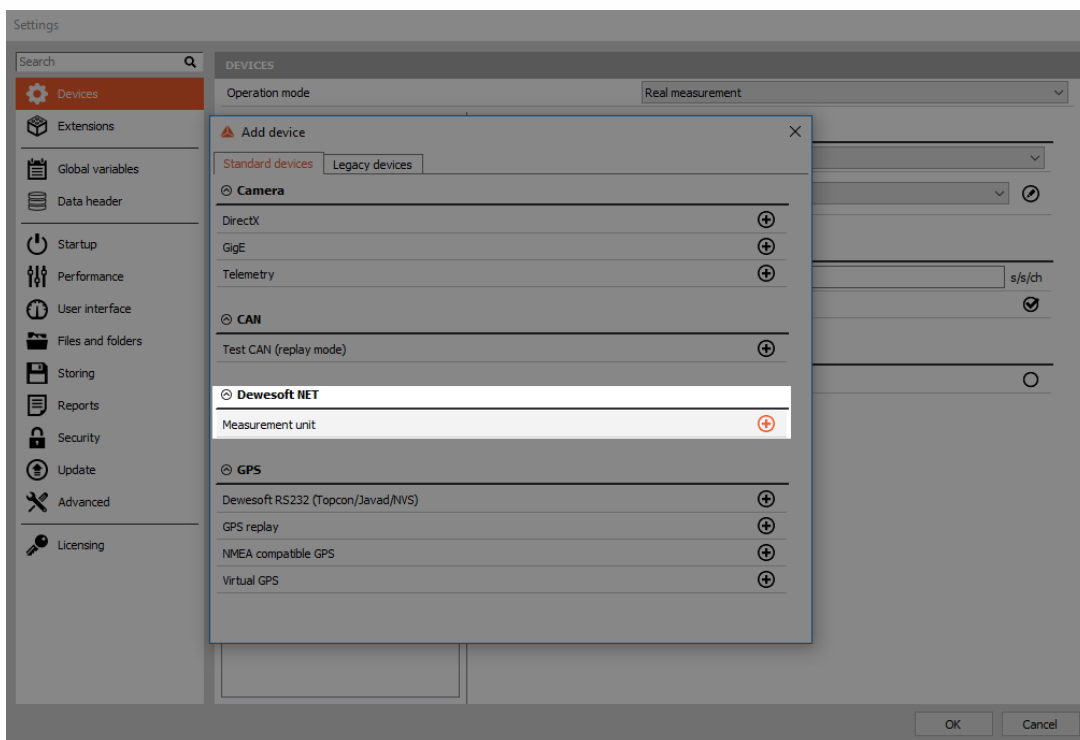 Settings
Search
DEVICES
Devices
Operation mode
Real measurement
Extensions
Global variables
Data header
Startup
Performance
User interface
Files and folders
Storing
Reports
Security
Update
Advanced
Licensing
Add device
Standard devices
Legacy devices
Camera
DirectX
GigE
Telemetry
CAN
Test CAN (replay mode)
Dewesoft NET
Measurement unit
GPS
Dewesoft RS232 (Topcon/Javad/NVS)
GPS replay
NMEA compatible GPS
Virtual GPS
s/s/ch
OK
Cancel